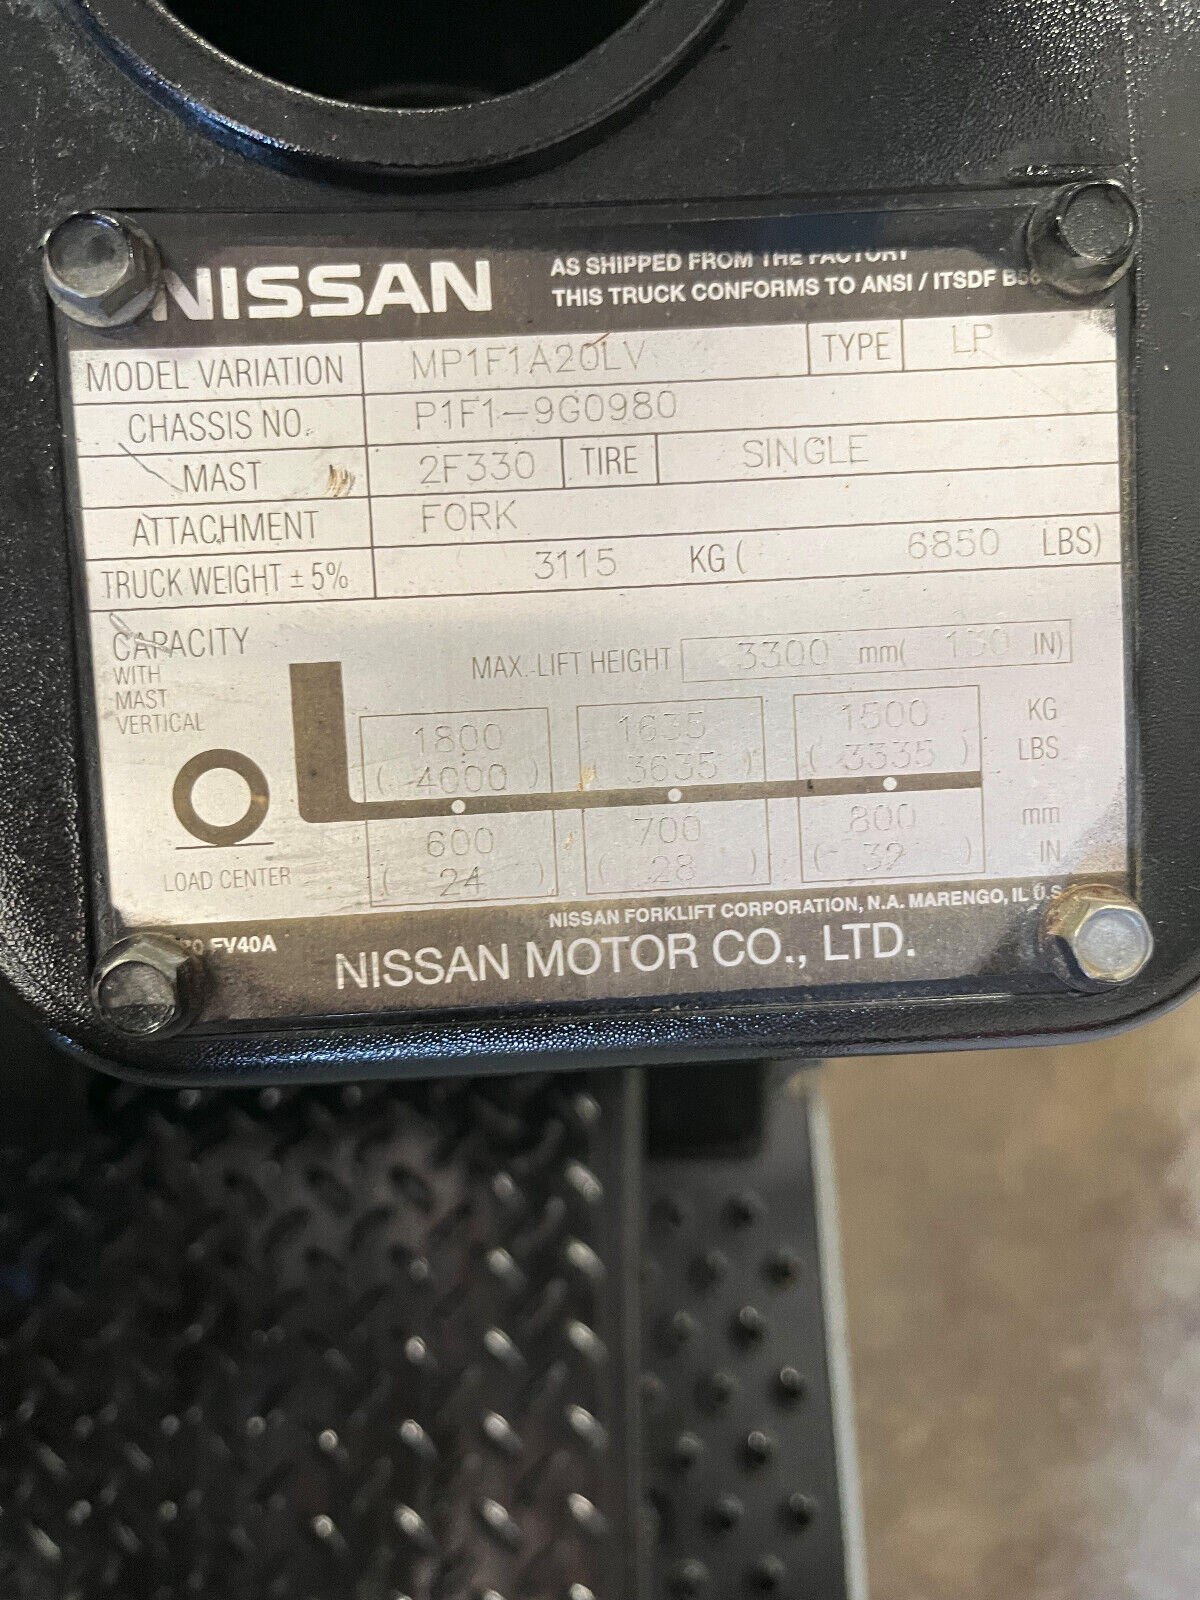 NISSAN
AS SHIPPED FROM THE FACTORY
THIS TRUCK CONFORMS TO ANSI / ITSDF
MODEL VARIATION MP1F1A20LV TYPE LP
CHASSIS NO. P1F1-9G0980
MAST 2F330 TIRE SINGLE
ATTACHMENT FORK
TRUCK WEIGHT ± 5% 3115 KG ( 6850 LBS)
CAPACITY
WITH
MAST
VERTICAL
MAX.-LIFT HEIGHT 3300 mm( 130 IN)
1800 1635 1500 KG
( 4000 ) ( 3635 ) ( 3335 ) LBS
600 700 800 mm
( 24 ) ( 28 ) ( 32 ) IN
LOAD CENTER
NISSAN FORKLIFT CORPORATION, N.A. MARENGO, IL U.S.
FV40A
NISSAN MOTOR CO., LTD.